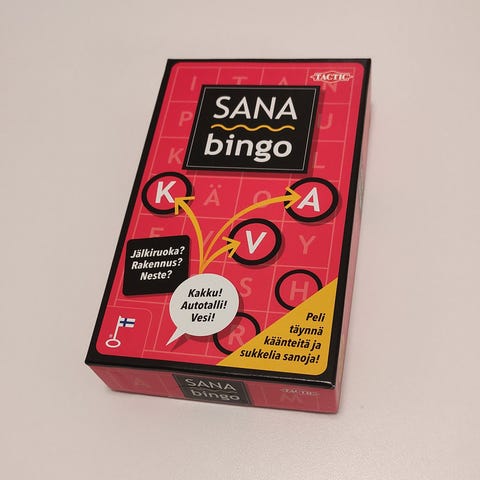 TACTIC
I T A N
P U
SANA
bingo
K L
K Ä O A
E V Y
Jälkiruoka?
Rakennus?
Neste?
S H
Kakku!
Autotalli!
Vesi!
R
Peli
täynnä
käänteitä ja
sukkelia sanoja!
A SANA M
bingo
TACTIC